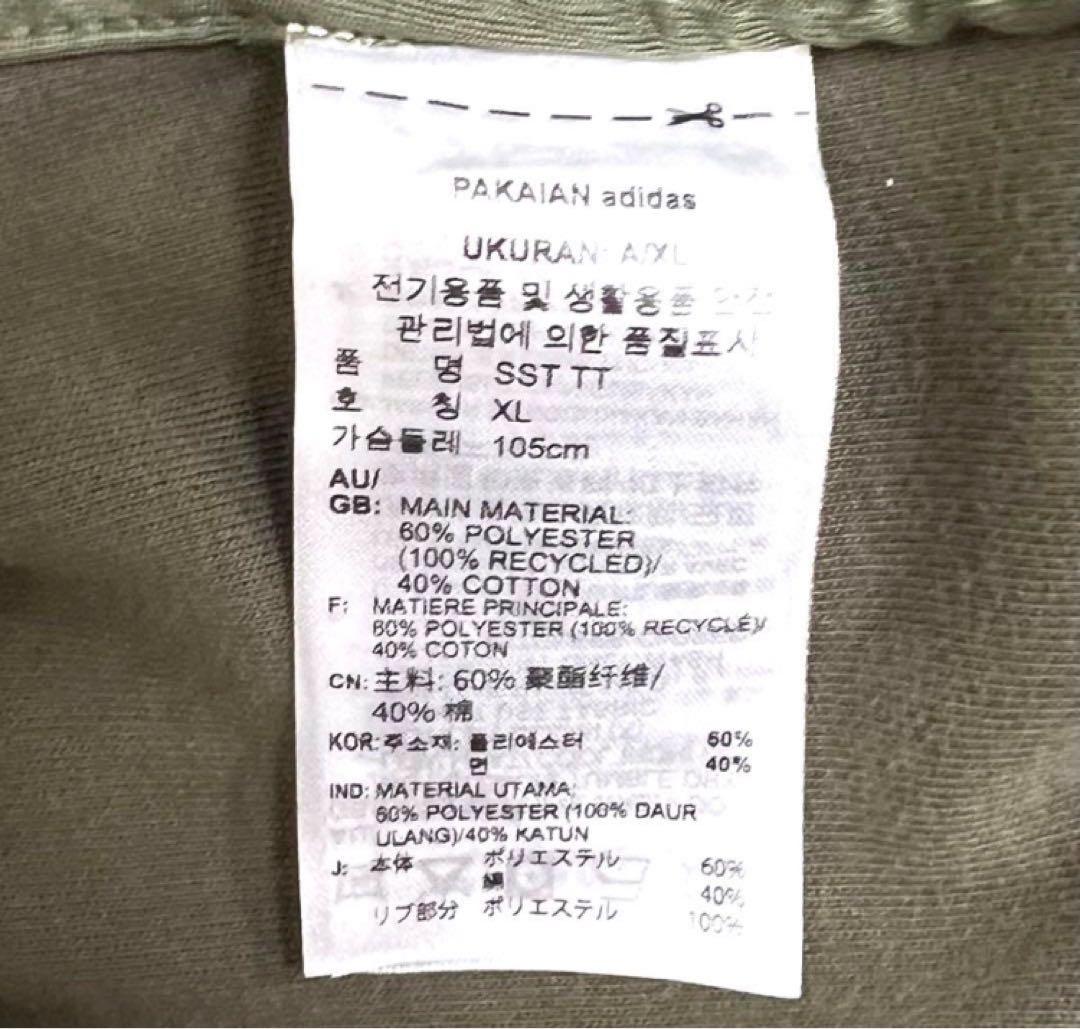 PAKAIAN adidas
UKURAN: A/XL
전기용품 및 생활용품 안전
관리법에 의한 품질표시
품 명 SST TT
호 칭 XL
가슴둘레 105cm
AU/
GB: MAIN MATERIAL:
60% POLYESTER
(100% RECYCLED)/
40% COTTON
F: MATIERE PRINCIPALE:
60% POLYESTER (100% RECYCLÉ)/
40% COTON
CN: 主料: 60% 聚酯纤维/
40% 棉
KOR: 주소재: 폴리에스터 60%
면 40%
IND: MATERIAL UTAMA:
60% POLYESTER (100% DAUR
ULANG)/40% KATUN
J: 本体 ポリエステル 60%
綿 40%
リブ部分 ポリエステル 100%